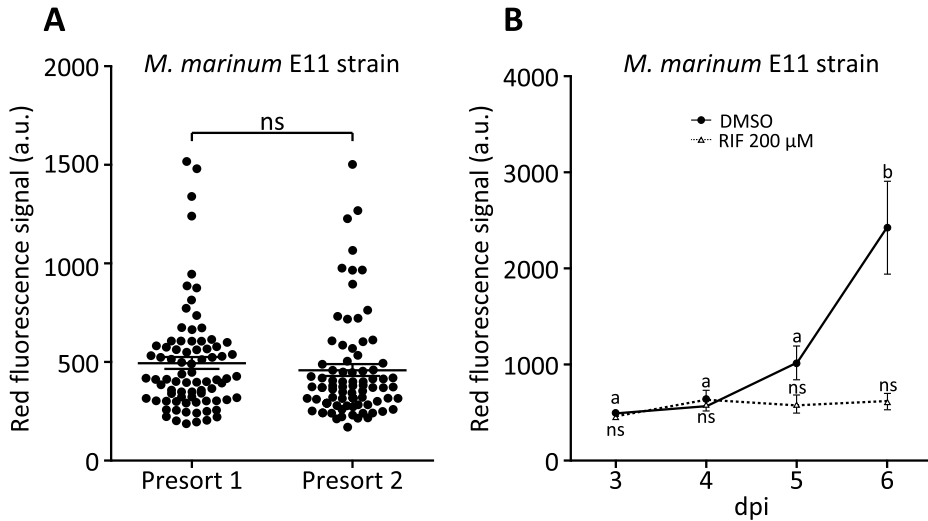 A
M. marinum E11 strain
Red fluorescence signal (a.u.)
2000
1500
1000
500
0
ns
Presort 1
Presort 2
B
M. marinum E11 strain
Red fluorescence signal (a.u.)
4000
3000
2000
1000
0
DMSO
RIF 200 µM
a
ns
a
ns
a
ns
b
ns
3
4
5
6
dpi